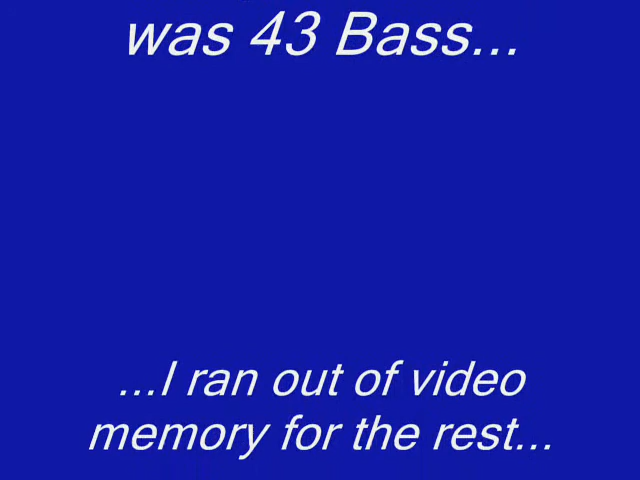 was 43 Bass...
...I ran out of video
memory for the rest...